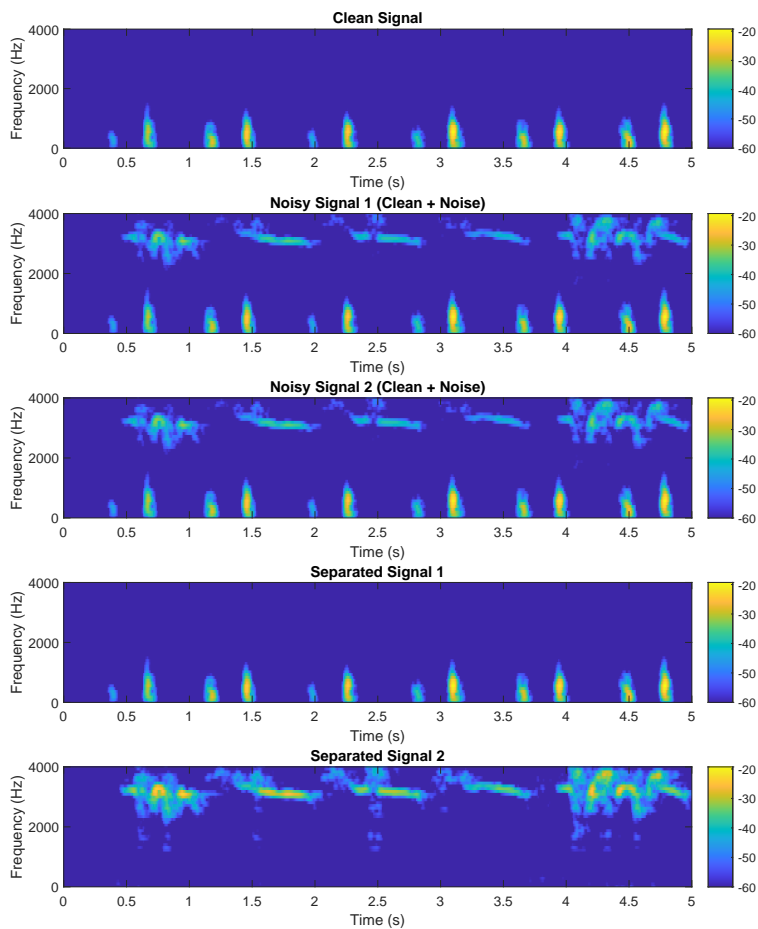 Clean Signal
4000
2000
0
Frequency (Hz)
0 0.5 1 1.5 2 2.5 3 3.5 4 4.5 5
Time (s)
-20
-30
-40
-50
-60
Noisy Signal 1 (Clean + Noise)
4000
2000
0
Frequency (Hz)
0 0.5 1 1.5 2 2.5 3 3.5 4 4.5 5
Time (s)
-20
-30
-40
-50
-60
Noisy Signal 2 (Clean + Noise)
4000
2000
0
Frequency (Hz)
0 0.5 1 1.5 2 2.5 3 3.5 4 4.5 5
Time (s)
-20
-30
-40
-50
-60
Separated Signal 1
4000
2000
0
Frequency (Hz)
0 0.5 1 1.5 2 2.5 3 3.5 4 4.5 5
Time (s)
-20
-30
-40
-50
-60
Separated Signal 2
4000
2000
0
Frequency (Hz)
0 0.5 1 1.5 2 2.5 3 3.5 4 4.5 5
Time (s)
-20
-30
-40
-50
-60